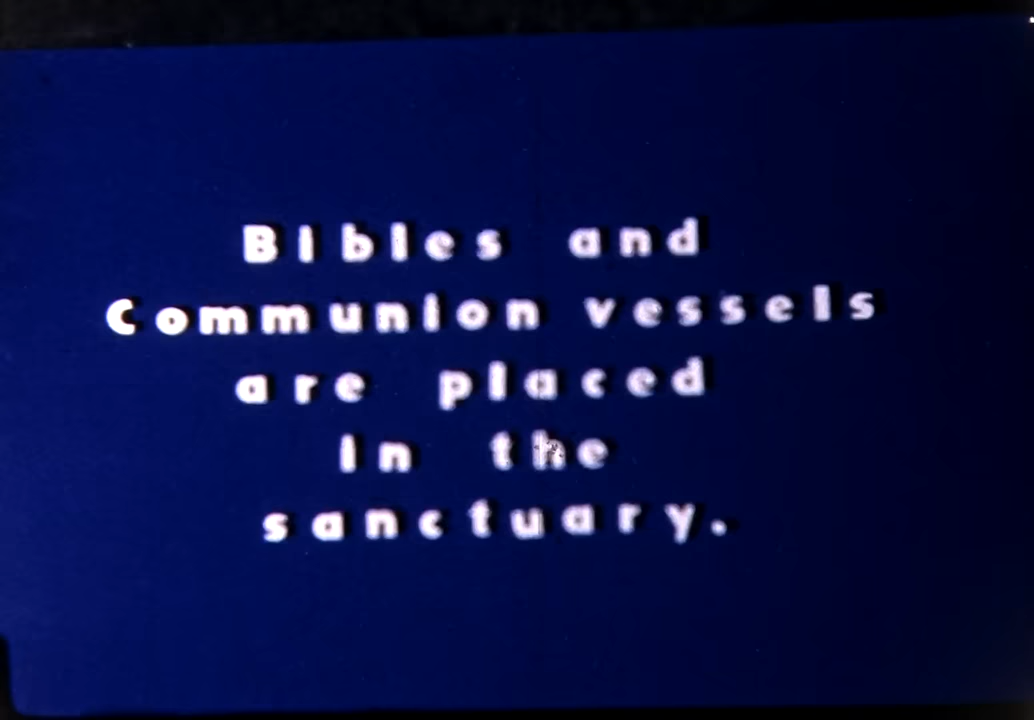 Bibles and
Communion vessels
are placed
in the
sanctuary.